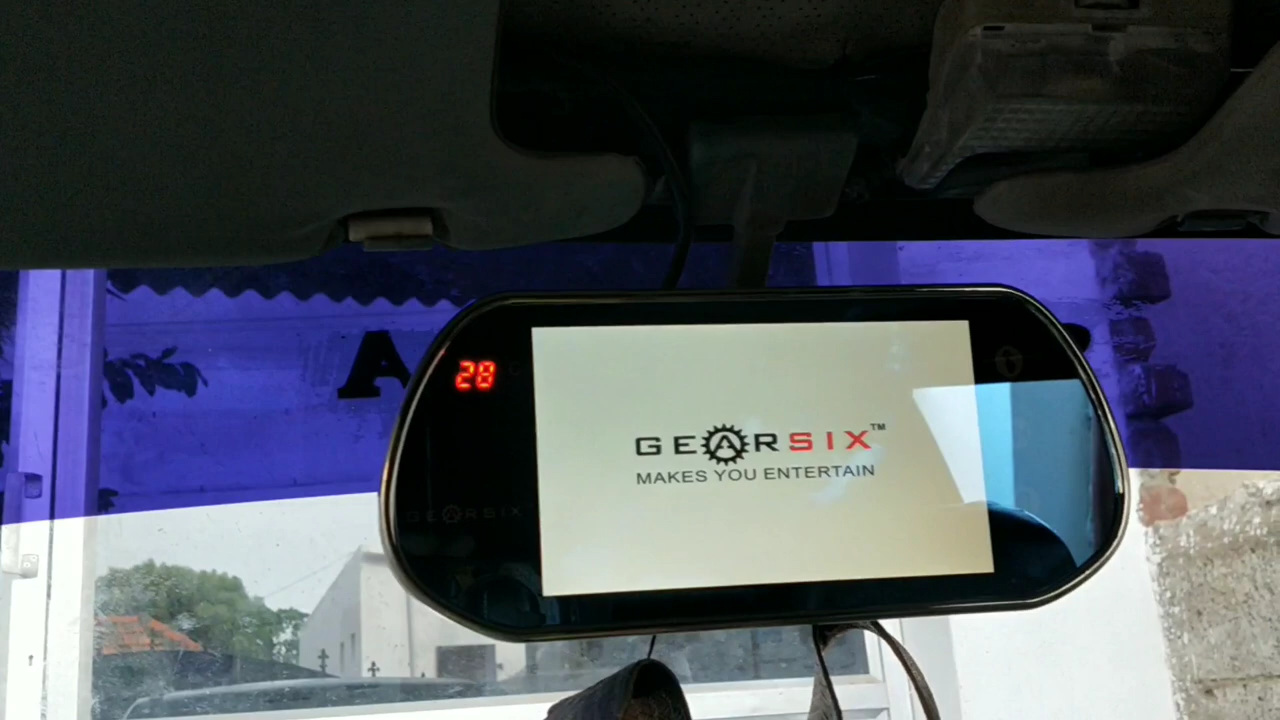 A
28
GEARSIX™
MAKES YOU ENTERTAIN
GEARSIX